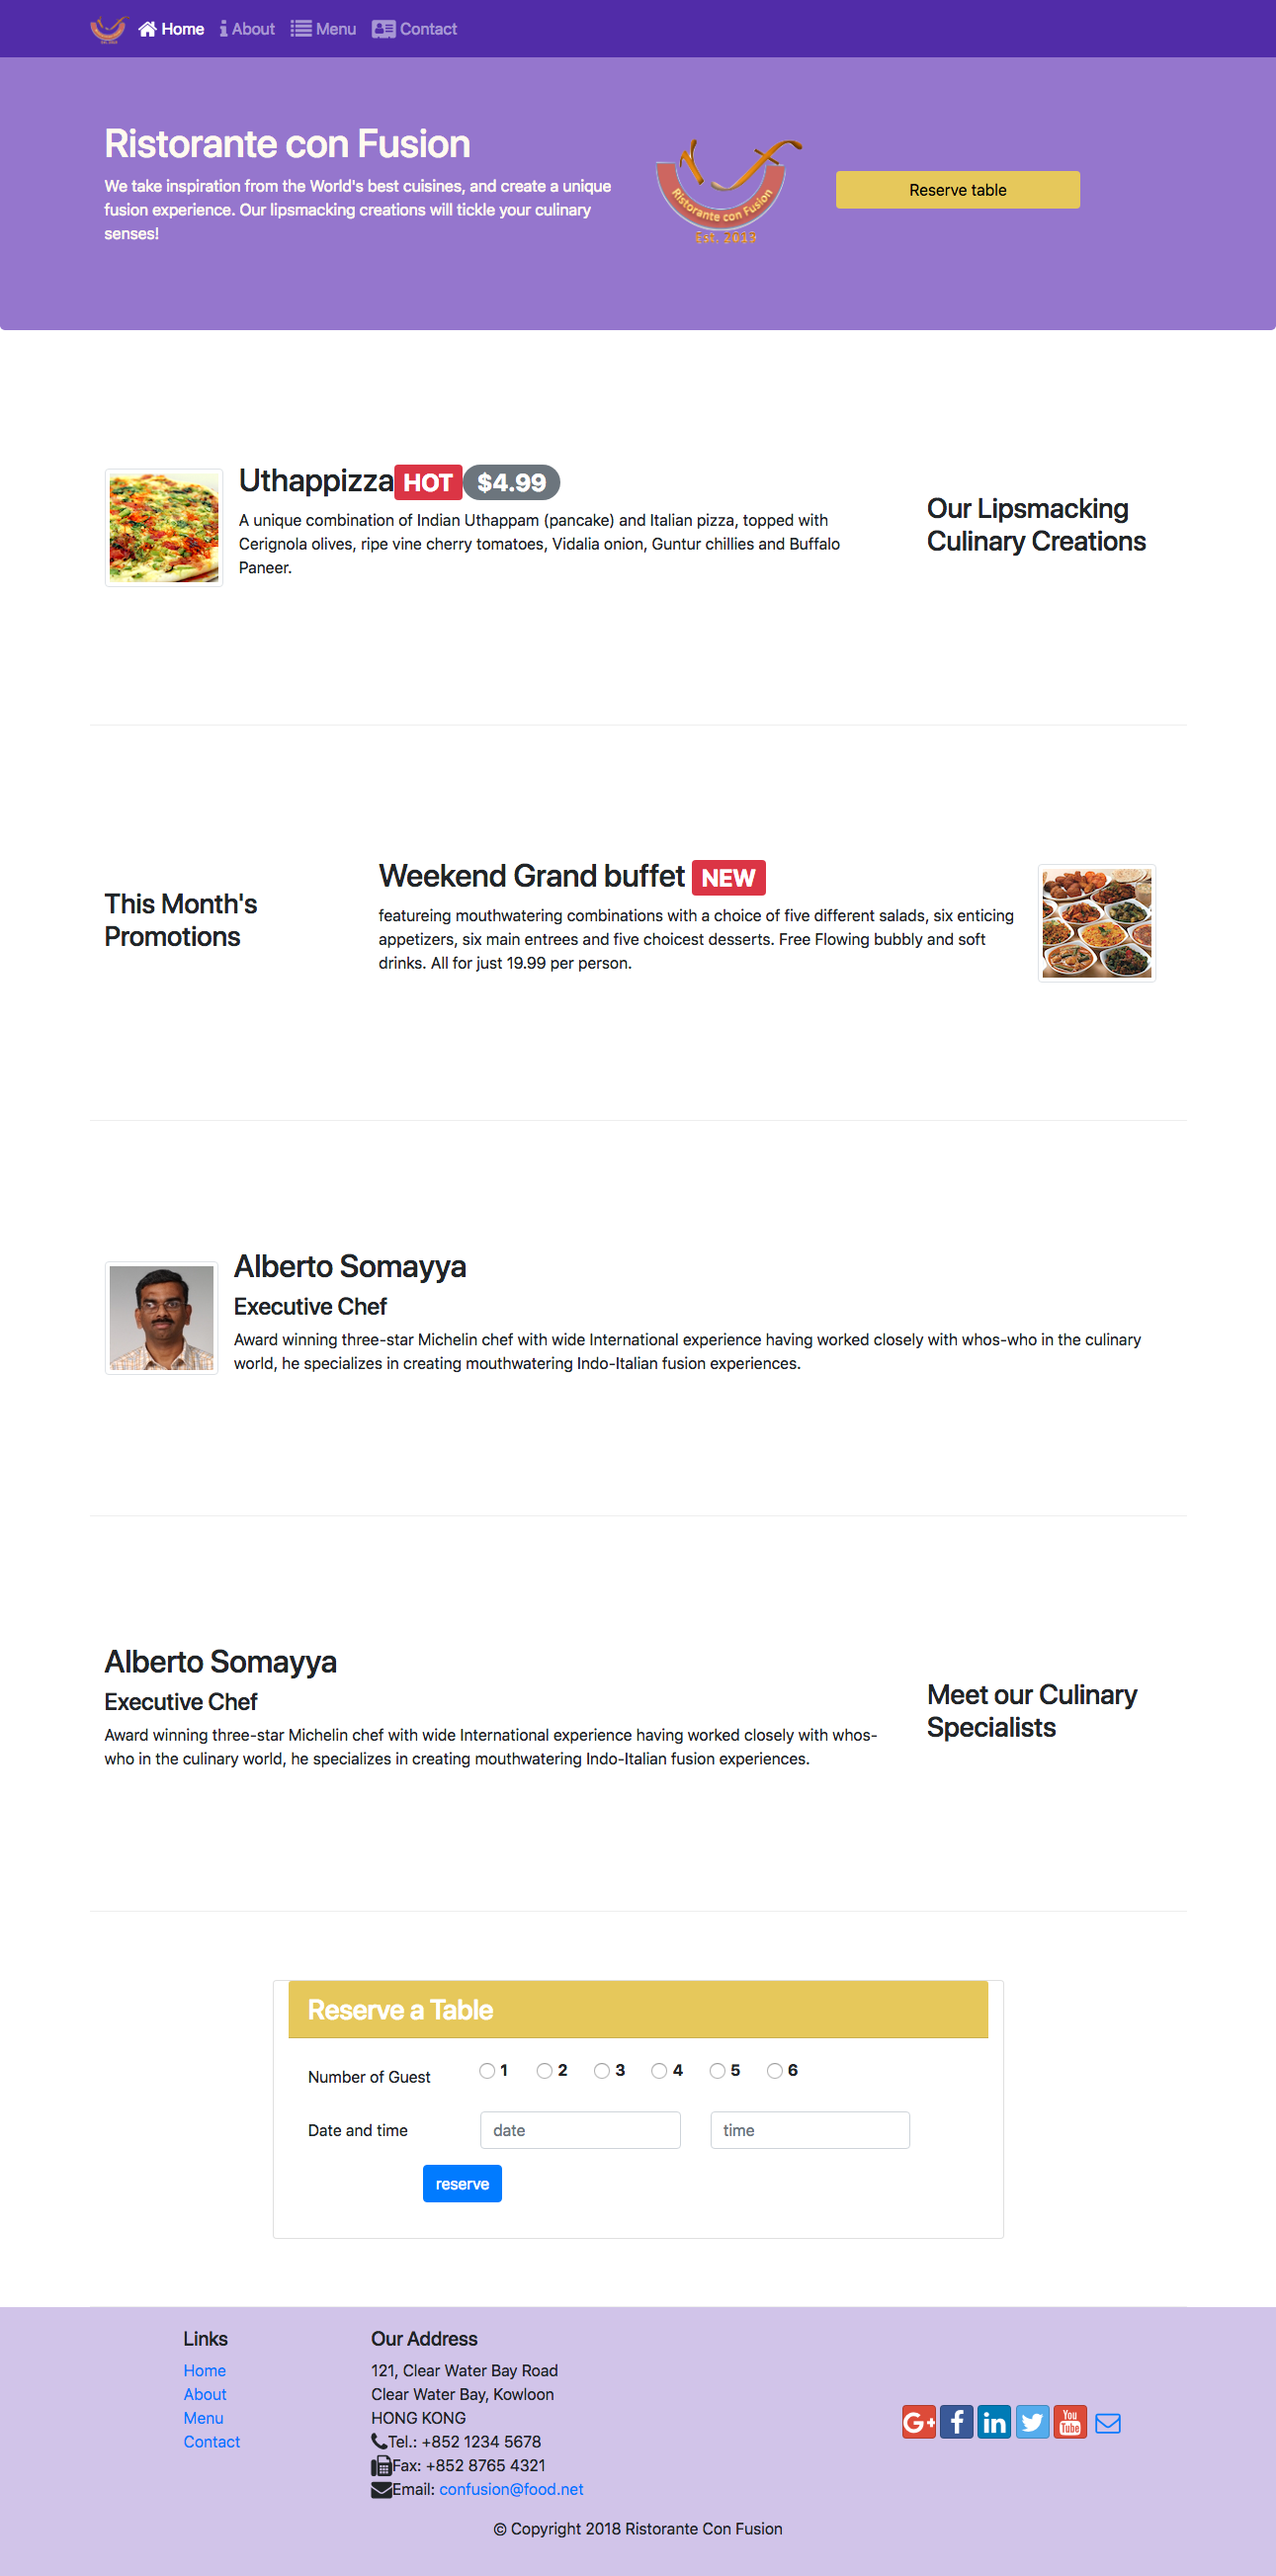 Home About Menu Contact
Ristorante con Fusion
We take inspiration from the World's best cuisines, and create a unique
fusion experience. Our lipsmacking creations will tickle your culinary
senses!
Ristorante con Fusion
Est. 2019
Reserve table
Uthappizza HOT $4.99
A unique combination of Indian Uthappam (pancake) and Italian pizza, topped with
Cerignola olives, ripe vine cherry tomatoes, Vidalia onion, Guntur chillies and Buffalo
Paneer.
Our Lipsmacking
Culinary Creations
This Month's
Promotions
Weekend Grand buffet NEW
featureing mouthwatering combinations with a choice of five different salads, six enticing
appetizers, six main entrees and five choicest desserts. Free Flowing bubbly and soft
drinks. All for just 19.99 per person.
Alberto Somayya
Executive Chef
Award winning three-star Michelin chef with wide International experience having worked closely with whos-who in the culinary
world, he specializes in creating mouthwatering Indo-Italian fusion experiences.
Alberto Somayya
Executive Chef
Award winning three-star Michelin chef with wide International experience having worked closely with whos-
who in the culinary world, he specializes in creating mouthwatering Indo-Italian fusion experiences.
Meet our Culinary
Specialists
Reserve a Table
Number of Guest 1 2 3 4 5 6
Date and time date time
reserve
Links
Home
About
Menu
Contact
Our Address
121, Clear Water Bay Road
Clear Water Bay, Kowloon
HONG KONG
Tel.: +852 1234 5678
Fax: +852 8765 4321
Email: confusion@food.net
G+ f in You Tube
© Copyright 2018 Ristorante Con Fusion